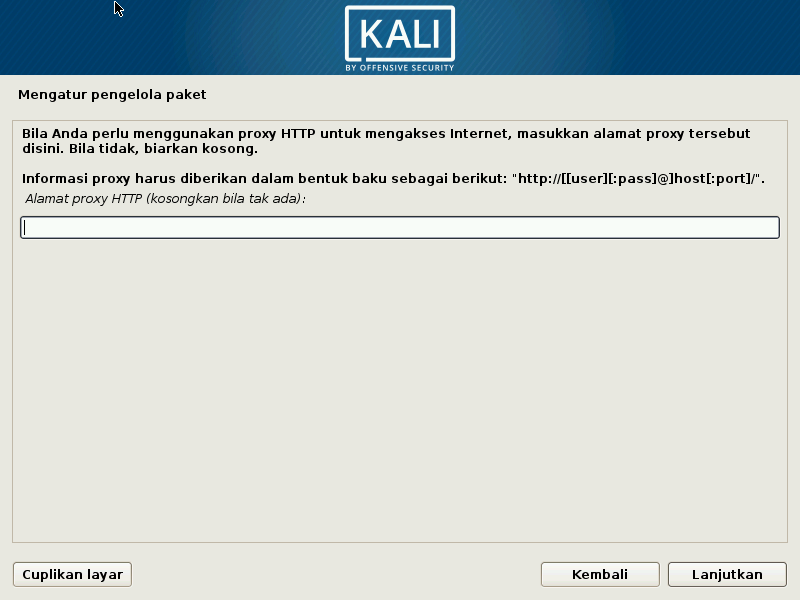 KALI
BY OFFENSIVE SECURITY
Mengatur pengelola paket
Bila Anda perlu menggunakan proxy HTTP untuk mengakses Internet, masukkan alamat proxy tersebut
disini. Bila tidak, biarkan kosong.
Informasi proxy harus diberikan dalam bentuk baku sebagai berikut: "http://[[user][:pass]@]host[:port]/".
Alamat proxy HTTP (kosongkan bila tak ada):
Cuplikan layar
Kembali
Lanjutkan